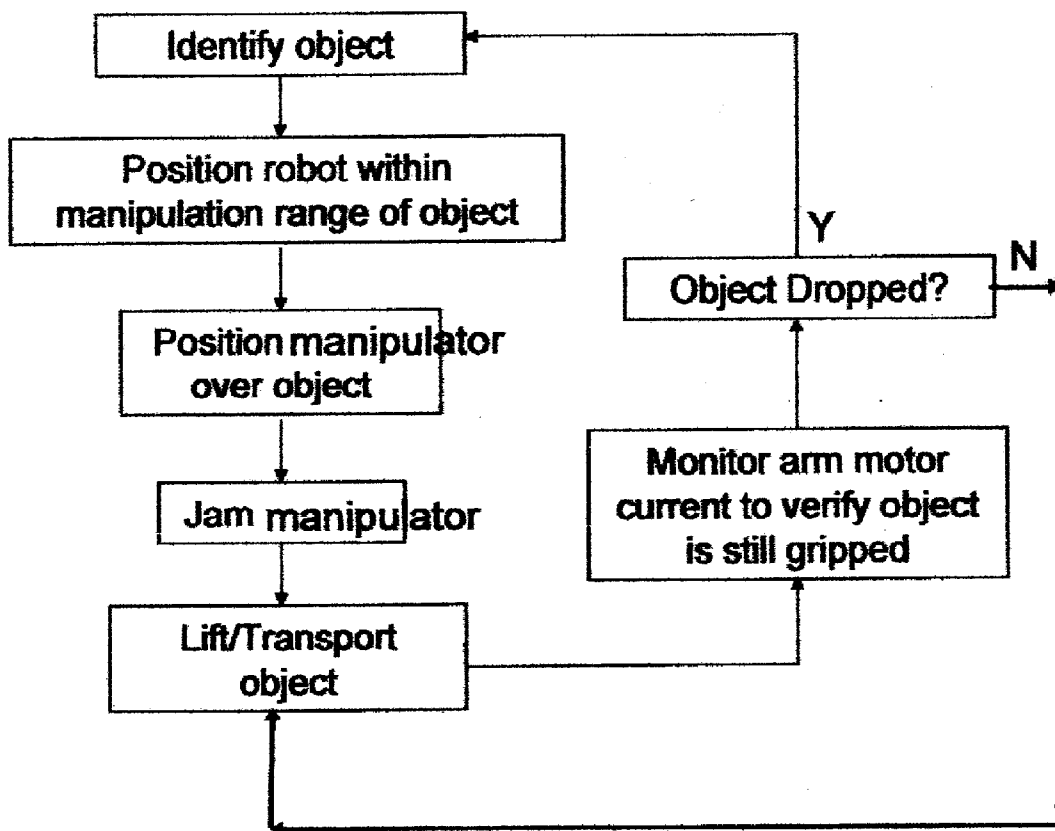 Identify object
Position robot within
manipulation range of object
Position manipulator
over object
Jam manipulator
Lift/Transport
object
Y
N
Object Dropped?
Monitor arm motor
current to verify object
is still gripped